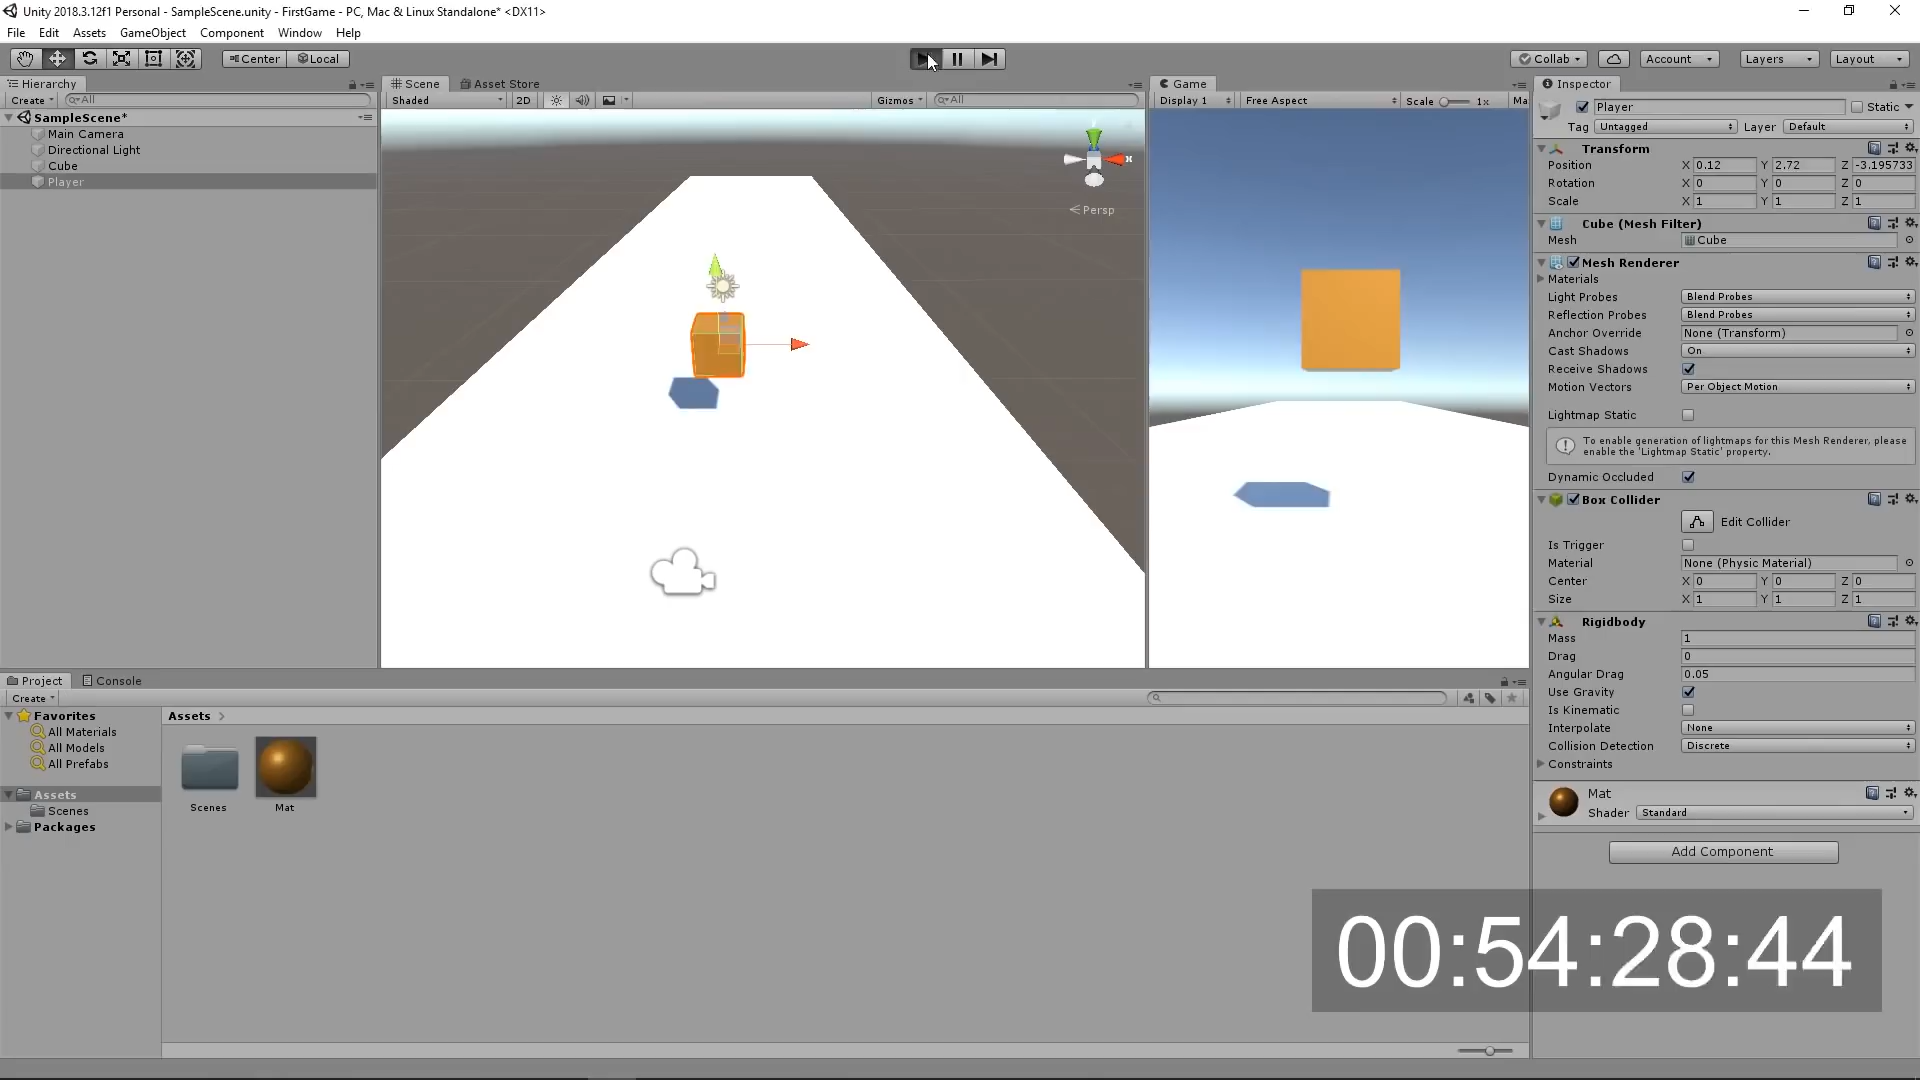 Unity 2018.3.12f1 Personal - SampleScene.unity - FirstGame - PC, Mac & Linux Standalone* <DX11>
File Edit Assets GameObject Component Window Help
Center Local Collab Account Layers Layout
Hierarchy
Create All
SampleScene*
Main Camera
Directional Light
Cube
Player
Scene Asset Store
Shaded 2D Gizmos All
x
Persp
Game
Display 1 Free Aspect Scale 1x Ma
Inspector
Player Static
Tag Untagged Layer Default
Transform
Position X 0.12 Y 2.72 Z -3.195733
Rotation X 0 Y 0 Z 0
Scale X 1 Y 1 Z 1
Cube (Mesh Filter)
Mesh Cube
Mesh Renderer
Materials
Light Probes Blend Probes
Reflection Probes Blend Probes
Anchor Override None (Transform)
Cast Shadows On
Receive Shadows
Motion Vectors Per Object Motion
Lightmap Static
To enable generation of lightmaps for this Mesh Renderer, please
enable the 'Lightmap Static' property.
Dynamic Occluded
Box Collider
Edit Collider
Is Trigger
Material None (Physic Material)
Center X 0 Y 0 Z 0
Size X 1 Y 1 Z 1
Rigidbody
Mass 1
Drag 0
Angular Drag 0.05
Use Gravity
Is Kinematic
Interpolate None
Collision Detection Discrete
Constraints
Mat
Shader Standard
Add Component
Project Console
Create
Favorites
All Materials
All Models
All Prefabs
Assets
Scenes
Packages
Assets
Scenes
Mat
00:54:28:44